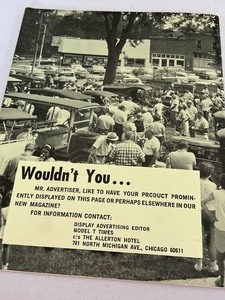 Wouldn't You...
MR. ADVERTISER, LIKE TO HAVE YOUR PRODUCT PROMIN-
ENTLY DISPLAYED ON THIS PAGE OR PERHAPS ELSEWHERE IN OUR
NEW MAGAZINE?
FOR INFORMATION CONTACT:
DISPLAY ADVERTISING EDITOR
MODEL T TIMES
c/o THE ALLERTON HOTEL
701 NORTH MICHIGAN AVE., CHICAGO 60611